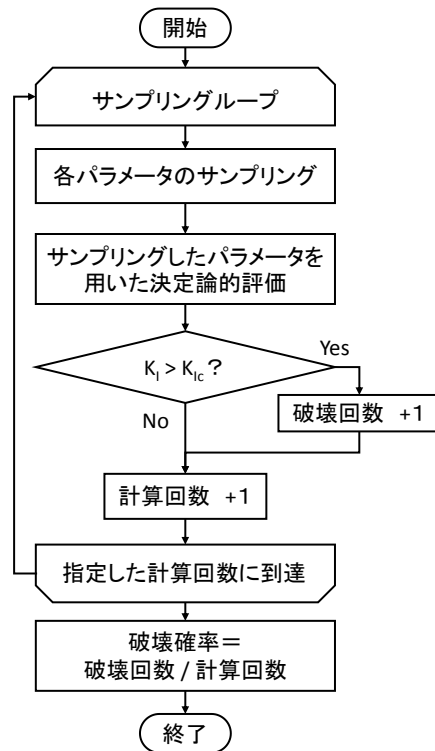 開始
サンプリングループ
各パラメータのサンプリング
サンプリングしたパラメータを
用いた決定論的評価
K_I > K_Ic ?
Yes
No
破壊回数 +1
計算回数 +1
指定した計算回数に到達
破壊確率=
破壊回数 / 計算回数
終了